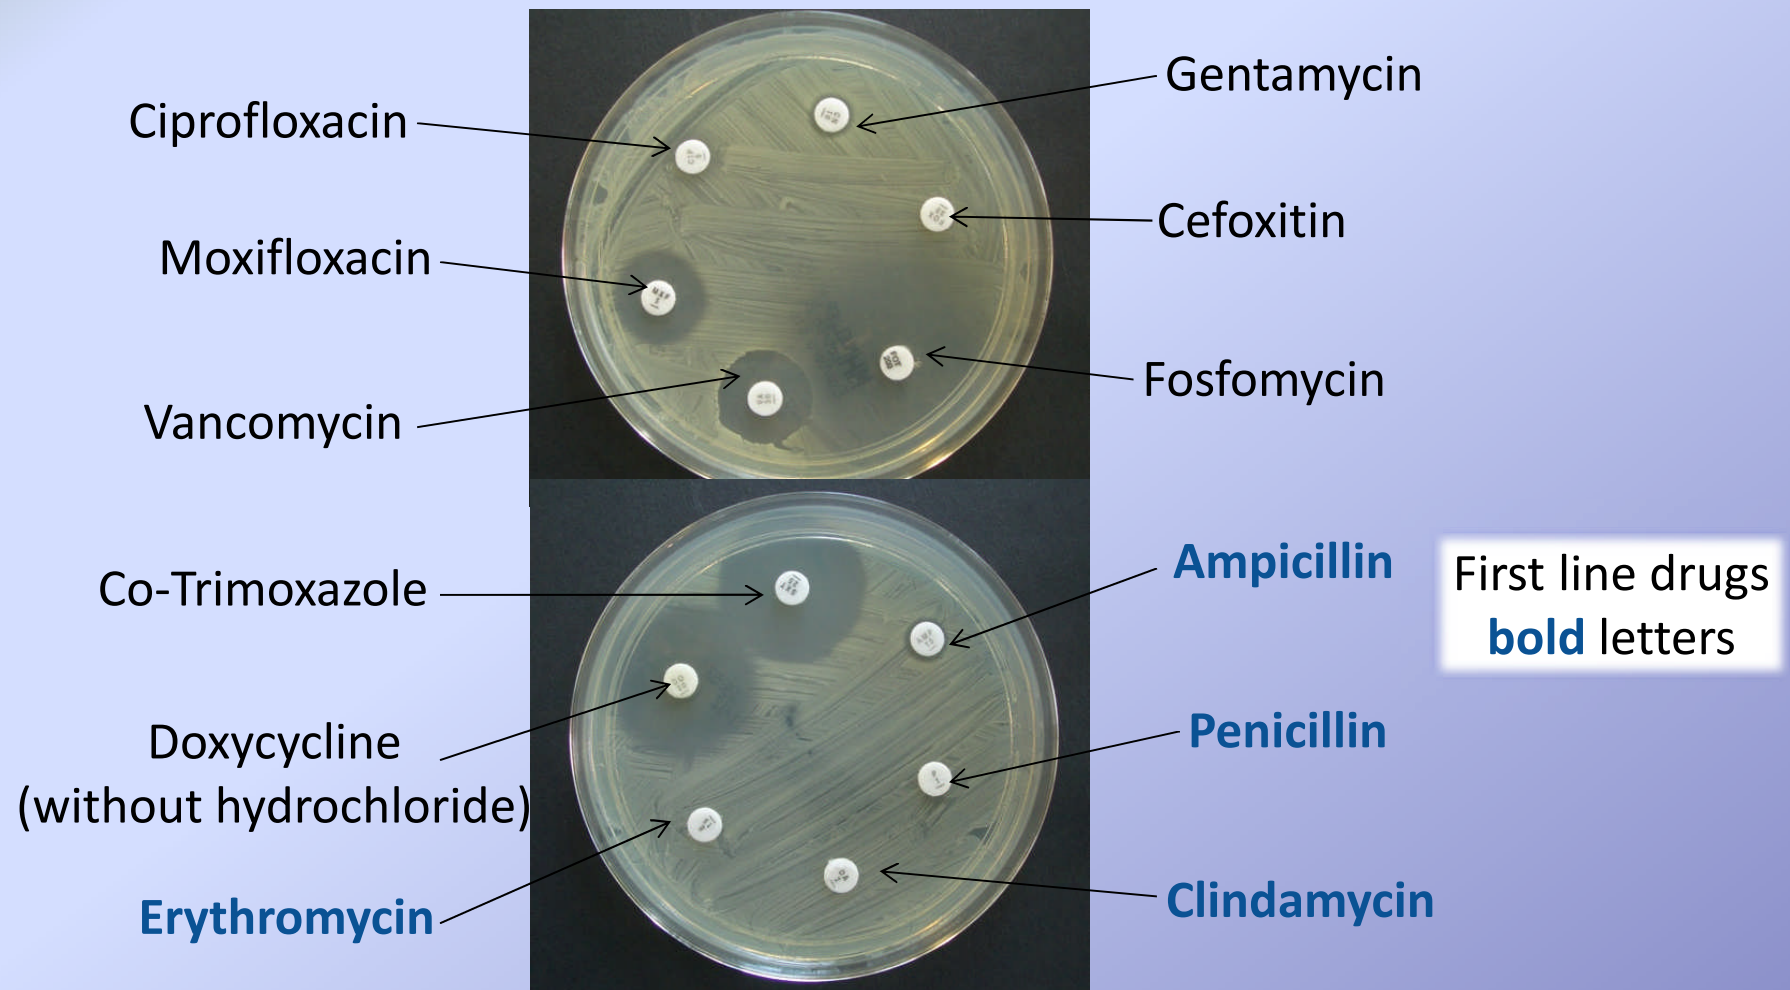 Gentamycin
Ciprofloxacin
Cefoxitin
Moxifloxacin
Fosfomycin
Vancomycin
Ampicillin
Co-Trimoxazole
First line drugs
bold letters
Penicillin
Doxycycline
(without hydrochloride)
Erythromycin
Clindamycin